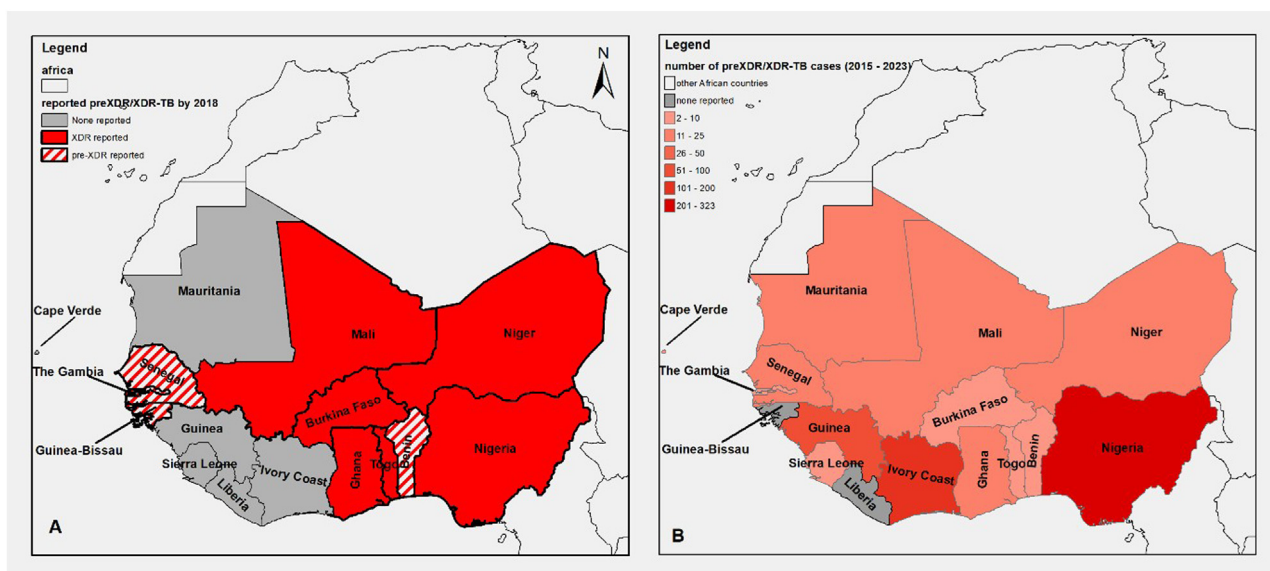 Legend
africa
reported preXDR/XDR-TB by 2018
None reported
XDR reported
pre-XDR reported
N
Mauritania
Cape Verde
Mali
Niger
Senegal
The Gambia
Burkina Faso
Guinea
Guinea-Bissau
Nigeria
Benin
Togo
Ghana
Sierra Leone
Ivory Coast
Liberia
A
Legend
number of preXDR/XDR-TB cases (2015 - 2023)
other African countries
none reported
2 - 10
11 - 25
26 - 50
51 - 100
101 - 200
201 - 323
Mauritania
Cape Verde
Mali
Niger
Senegal
The Gambia
Burkina Faso
Guinea
Guinea-Bissau
Nigeria
Benin
Togo
Ghana
Sierra Leone
Ivory Coast
Liberia
B